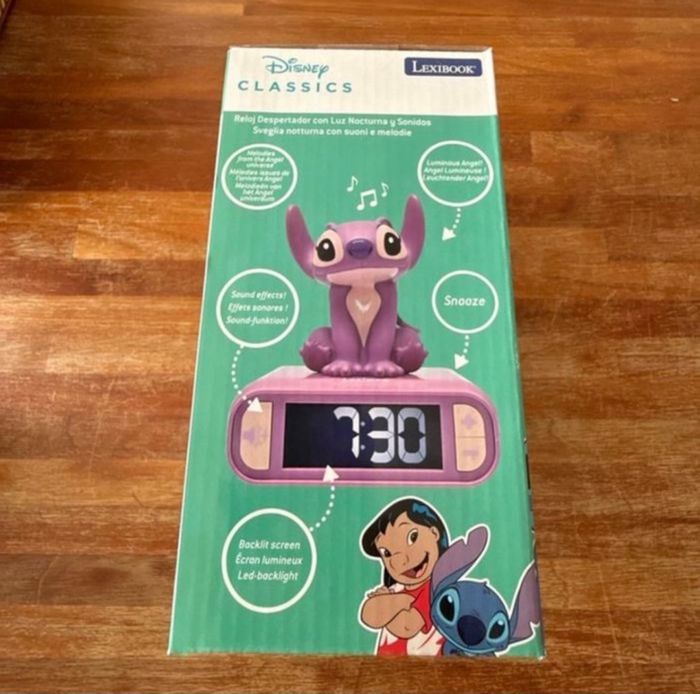 Disney
CLASSICS
LEXIBOOK
Reloj Despertador con Luz Nocturna y Sonidos
Sveglia notturna con suoni e melodie
Melodies
from the Angel
universe
Mélodies issues de
l'univers Angel
Melodieën van
het Angel
universum
Luminous Angel!
Angel Lumineuse !
Leuchtender Angel!
Sound effects!
Effets sonores !
Sound-funktion!
Snooze
7:30
Backlit screen
Écran lumineux
Led-backlight